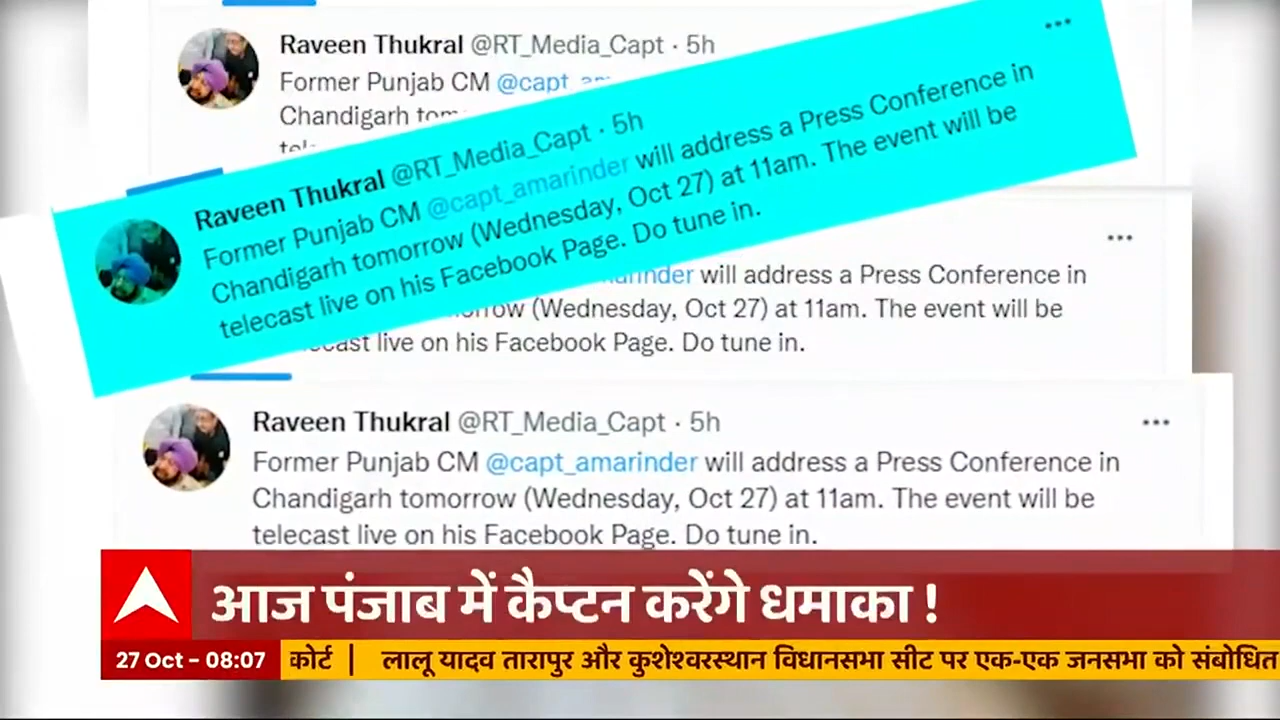 Raveen Thukral @RT_Media_Capt · 5h
Former Punjab CM
Chandigarh
Raveen Thukral @RT_Media_Capt · 5h
Former Punjab CM @capt_amarinder will address a Press Conference in
Chandigarh tomorrow (Wednesday, Oct 27) at 11am. The event will be
telecast live on his Facebook Page. Do tune in.
will address a Press Conference in
(Wednesday, Oct 27) at 11am. The event will be
live on his Facebook Page. Do tune in.
Raveen Thukral @RT_Media_Capt · 5h
Former Punjab CM @capt_amarinder will address a Press Conference in
Chandigarh tomorrow (Wednesday, Oct 27) at 11am. The event will be
telecast live on his Facebook Page. Do tune in.
आज पंजाब में कैप्टन करेंगे धमाका !
27 Oct - 08:07
कोर्ट | लालू यादव तारापुर और कुशेश्वरस्थान विधानसभा सीट पर एक-एक जनसभा को संबोधित